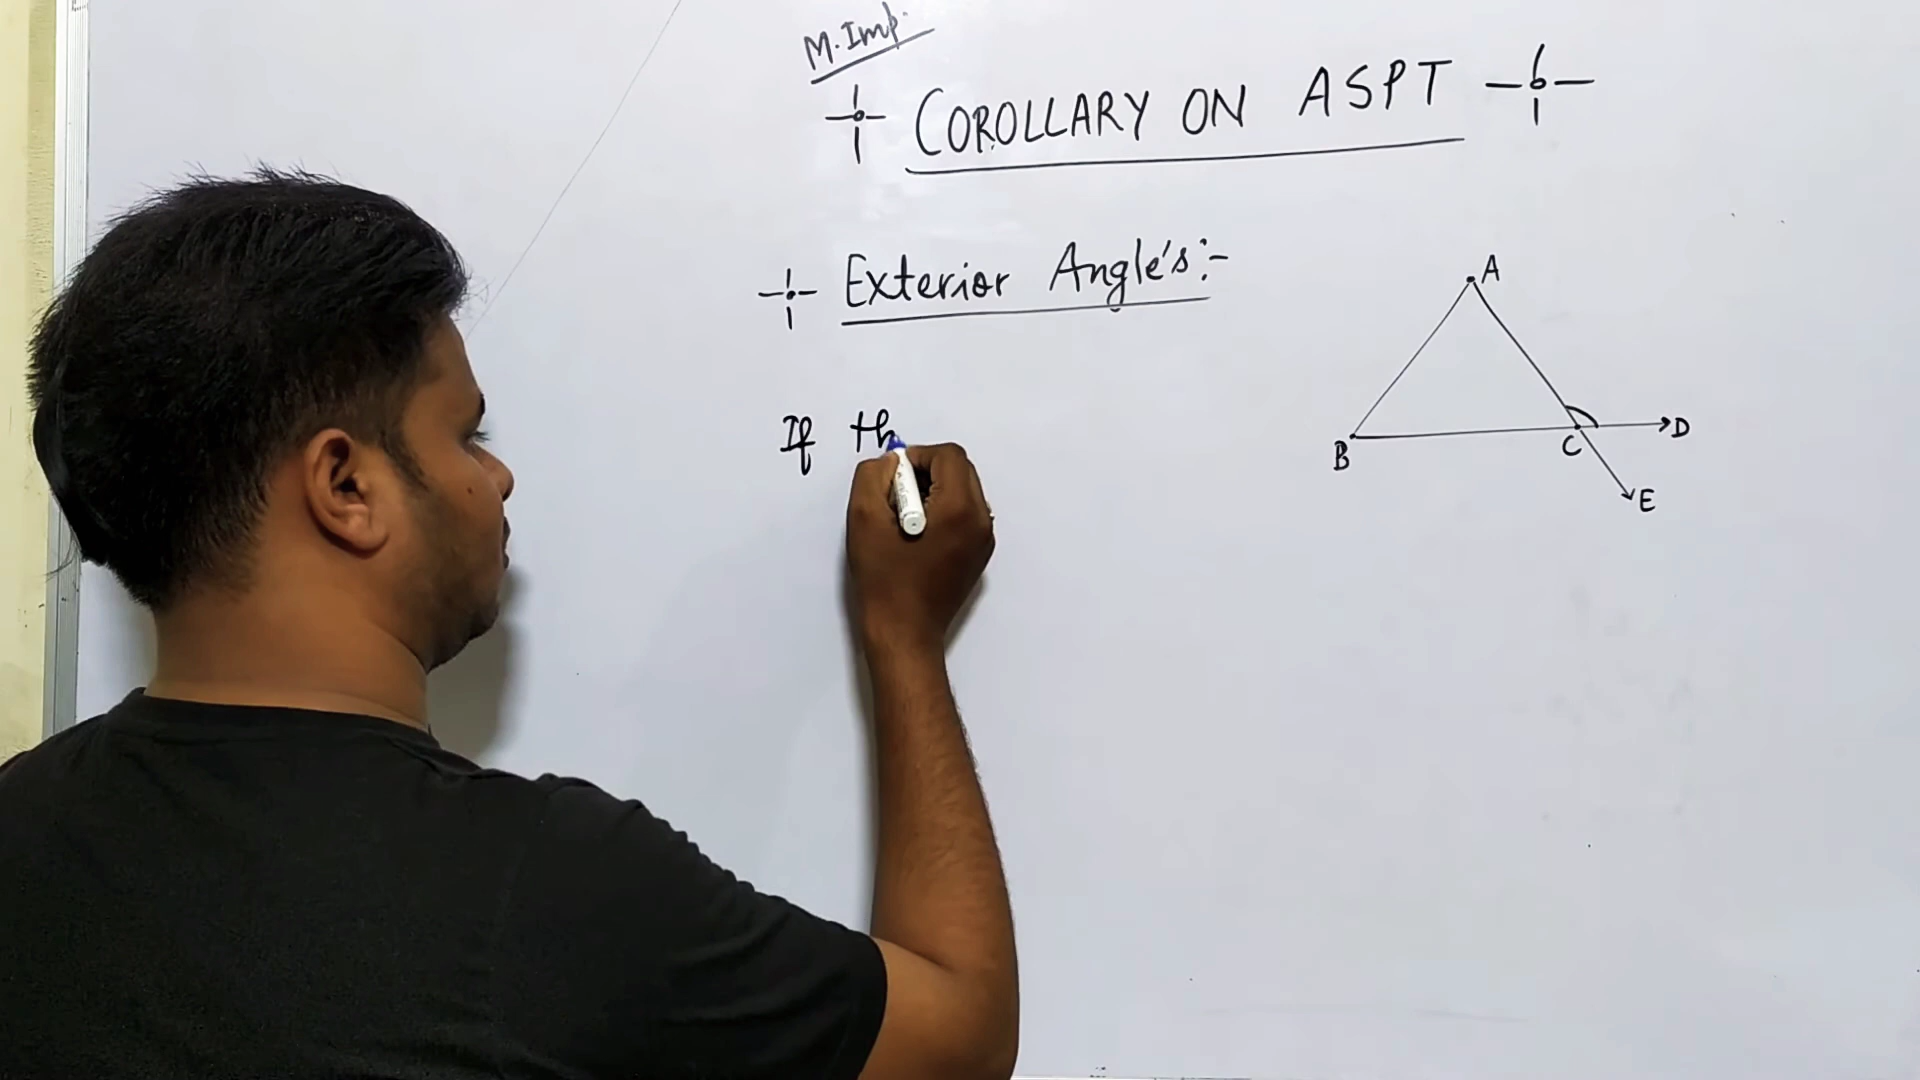 M. Imp.
COROLLARY ON ASPT
Exterior Angle's:-
A
If th
B
C
D
E